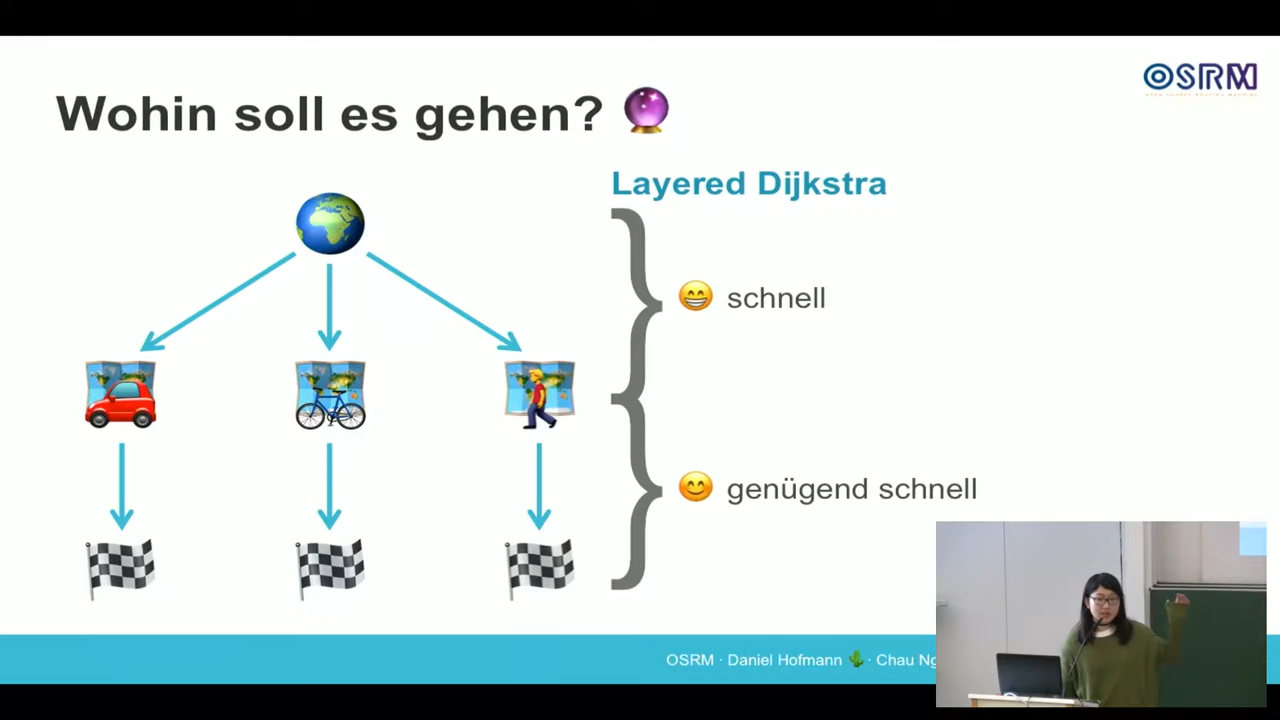 OSRM
Wohin soll es gehen?
Layered Dijkstra
schnell
genügend schnell
OSRM · Daniel Hofmann · Chau Ng